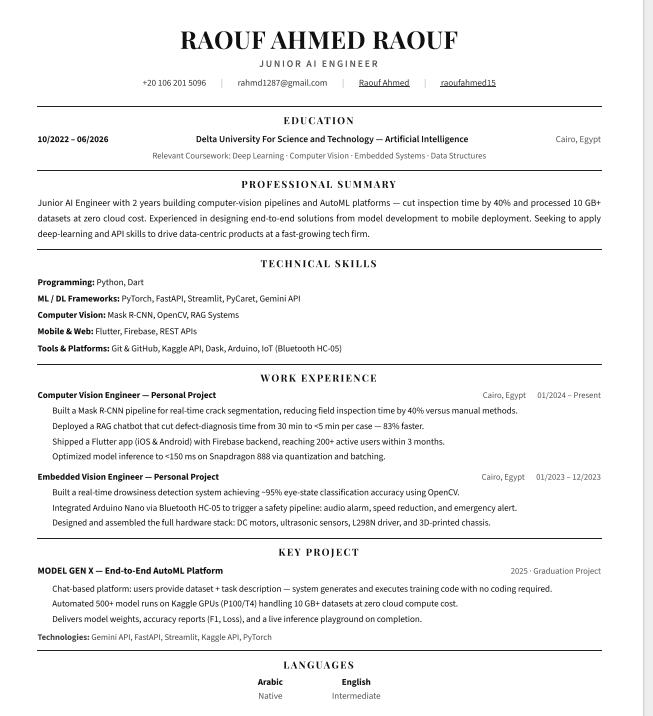 RAOUF AHMED RAOUF
JUNIOR AI ENGINEER
+20 106 201 5096 | rahmd1287@gmail.com | Raouf Ahmed | raoufahmed15
EDUCATION
10/2022 – 06/2026 Delta University For Science and Technology — Artificial Intelligence Cairo, Egypt
Relevant Coursework: Deep Learning · Computer Vision · Embedded Systems · Data Structures
PROFESSIONAL SUMMARY
Junior AI Engineer with 2 years building computer-vision pipelines and AutoML platforms — cut inspection time by 40% and processed 10 GB+
datasets at zero cloud cost. Experienced in designing end-to-end solutions from model development to mobile deployment. Seeking to apply
deep-learning and API skills to drive data-centric products at a fast-growing tech firm.
TECHNICAL SKILLS
Programming: Python, Dart
ML / DL Frameworks: PyTorch, FastAPI, Streamlit, PyCaret, Gemini API
Computer Vision: Mask R-CNN, OpenCV, RAG Systems
Mobile & Web: Flutter, Firebase, REST APIs
Tools & Platforms: Git & GitHub, Kaggle API, Dask, Arduino, IoT (Bluetooth HC-05)
WORK EXPERIENCE
Computer Vision Engineer — Personal Project Cairo, Egypt 01/2024 – Present
Built a Mask R-CNN pipeline for real-time crack segmentation, reducing field inspection time by 40% versus manual methods.
Deployed a RAG chatbot that cut defect-diagnosis time from 30 min to <5 min per case — 83% faster.
Shipped a Flutter app (iOS & Android) with Firebase backend, reaching 200+ active users within 3 months.
Optimized model inference to <150 ms on Snapdragon 888 via quantization and batching.
Embedded Vision Engineer — Personal Project Cairo, Egypt 01/2023 – 12/2023
Built a real-time drowsiness detection system achieving ~95% eye-state classification accuracy using OpenCV.
Integrated Arduino Nano via Bluetooth HC-05 to trigger a safety pipeline: audio alarm, speed reduction, and emergency alert.
Designed and assembled the full hardware stack: DC motors, ultrasonic sensors, L298N driver, and 3D-printed chassis.
KEY PROJECT
MODEL GEN X — End-to-End AutoML Platform 2025 · Graduation Project
Chat-based platform: users provide dataset + task description — system generates and executes training code with no coding required.
Automated 500+ model runs on Kaggle GPUs (P100/T4) handling 10 GB+ datasets at zero cloud compute cost.
Delivers model weights, accuracy reports (F1, Loss), and a live inference playground on completion.
Technologies: Gemini API, FastAPI, Streamlit, Kaggle API, PyTorch
LANGUAGES
Arabic English
Native Intermediate